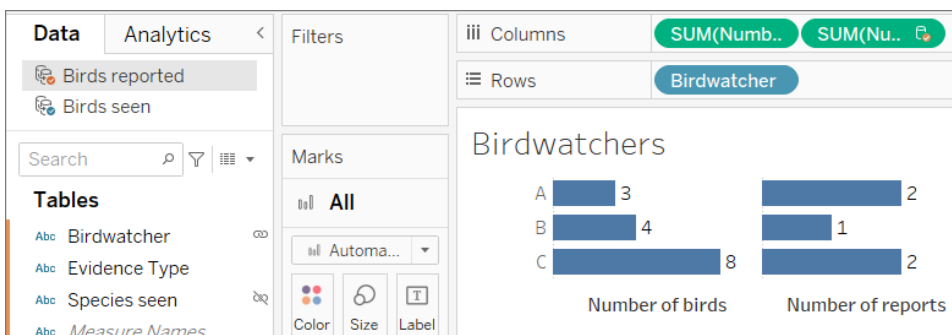 Data Analytics
Birds reported
Birds seen
Search
Tables
Abc Birdwatcher
Abc Evidence Type
Abc Species seen
Abc Measure Names
Filters
Marks
All
Automa...
T
Color Size Label
iii Columns SUM(Numb.. SUM(Nu..
Rows Birdwatcher
Birdwatchers
A 3 2
B 4 1
C 8 2
Number of birds Number of reports